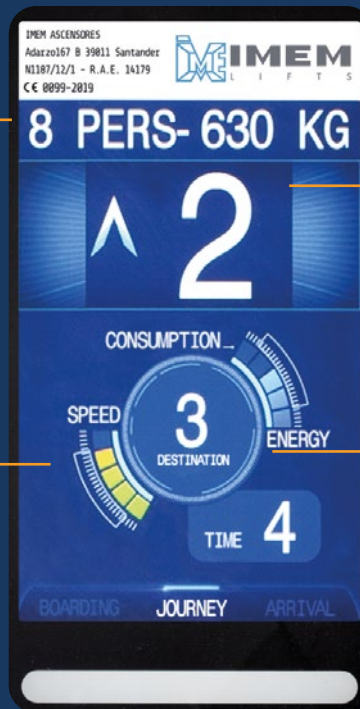 IMEM ASCENSORES
Adarzo167 B 39011 Santander
N1187/12/1 - R.A.E. 14179
CE 0099-2019
IMEM
LIFTS
8 PERS- 630 KG
2
CONSUMPTION
SPEED
3
DESTINATION
ENERGY
TIME 4
BOARDING JOURNEY ARRIVAL